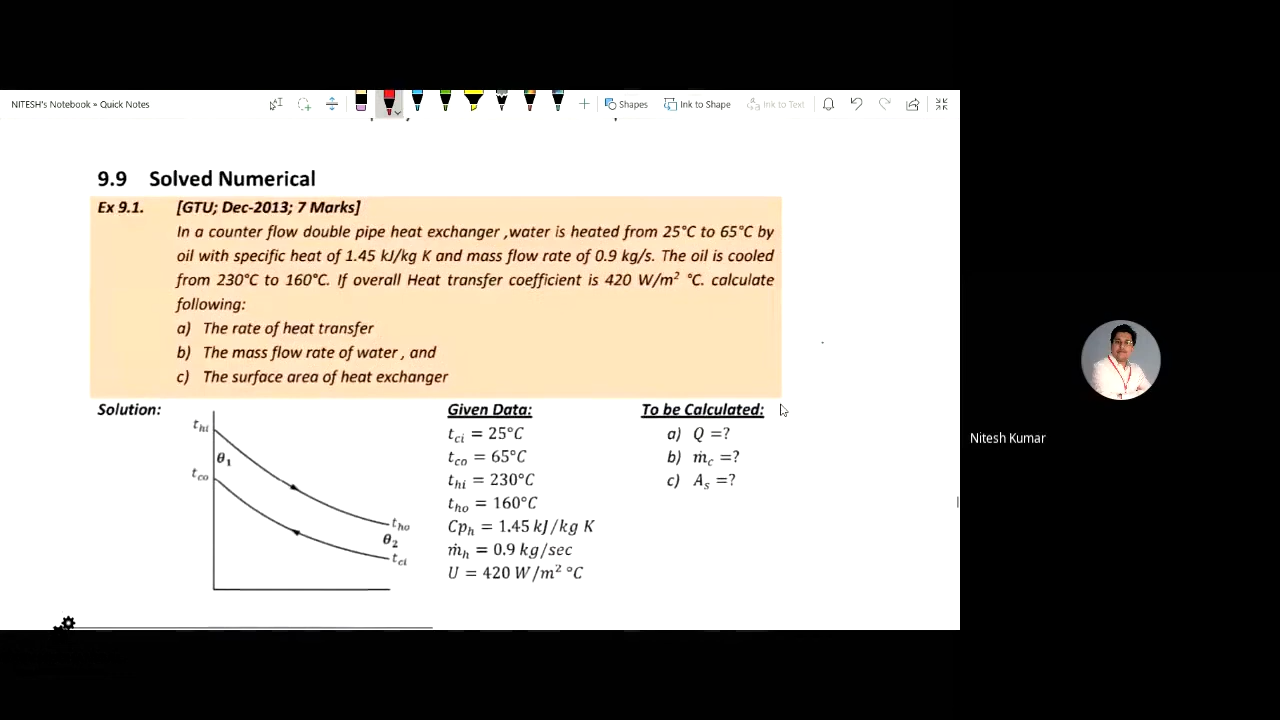 NITESH's Notebook » Quick Notes
Shapes
Ink to Shape
Ink to Text
9.9 Solved Numerical
Ex 9.1. [GTU; Dec-2013; 7 Marks]
In a counter flow double pipe heat exchanger ,water is heated from 25°C to 65°C by
oil with specific heat of 1.45 kJ/kg K and mass flow rate of 0.9 kg/s. The oil is cooled
from 230°C to 160°C. If overall Heat transfer coefficient is 420 W/m² °C. calculate
following:
a) The rate of heat transfer
b) The mass flow rate of water , and
c) The surface area of heat exchanger
Solution:
t_hi
θ₁
t_co
t_ho
θ₂
t_ci
Given Data:
t_ci = 25°C
t_co = 65°C
t_hi = 230°C
t_ho = 160°C
Cp_h = 1.45 kJ/kg K
ṁ_h = 0.9 kg/sec
U = 420 W/m² °C
To be Calculated:
a) Q =?
b) ṁ_c =?
c) A_s =?
Nitesh Kumar